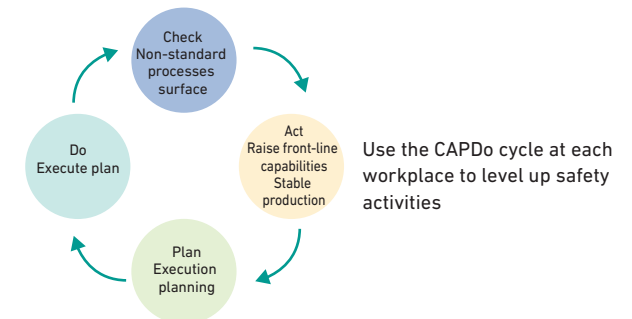 Check
Non-standard
processes
surface
Act
Raise front-line
capabilities
Stable
production
Plan
Execution
planning
Do
Execute plan
Use the CAPDo cycle at each
workplace to level up safety
activities